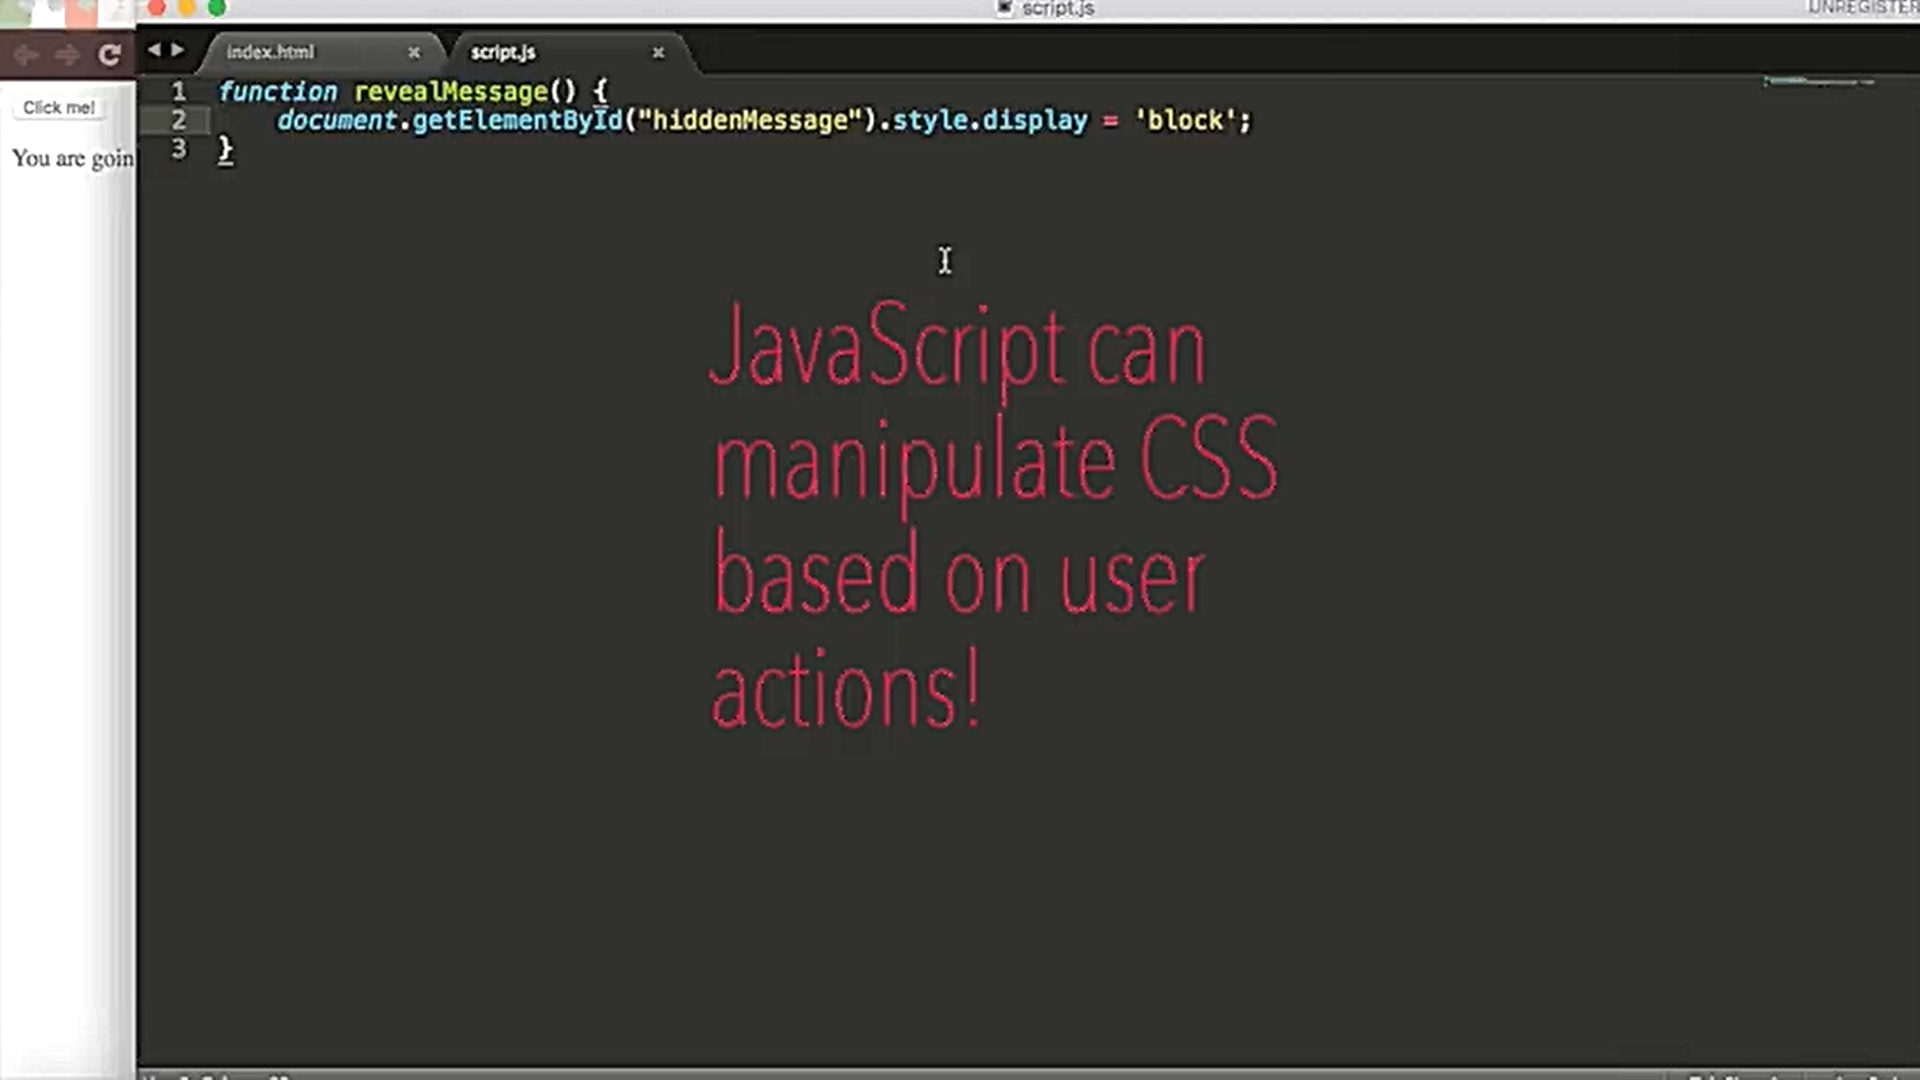 script.js
index.html
script.js
Click me!
You are goin
1 function revealMessage() {
2 document.getElementById("hiddenMessage").style.display = 'block';
3 }
JavaScript can
manipulate CSS
based on user
actions!